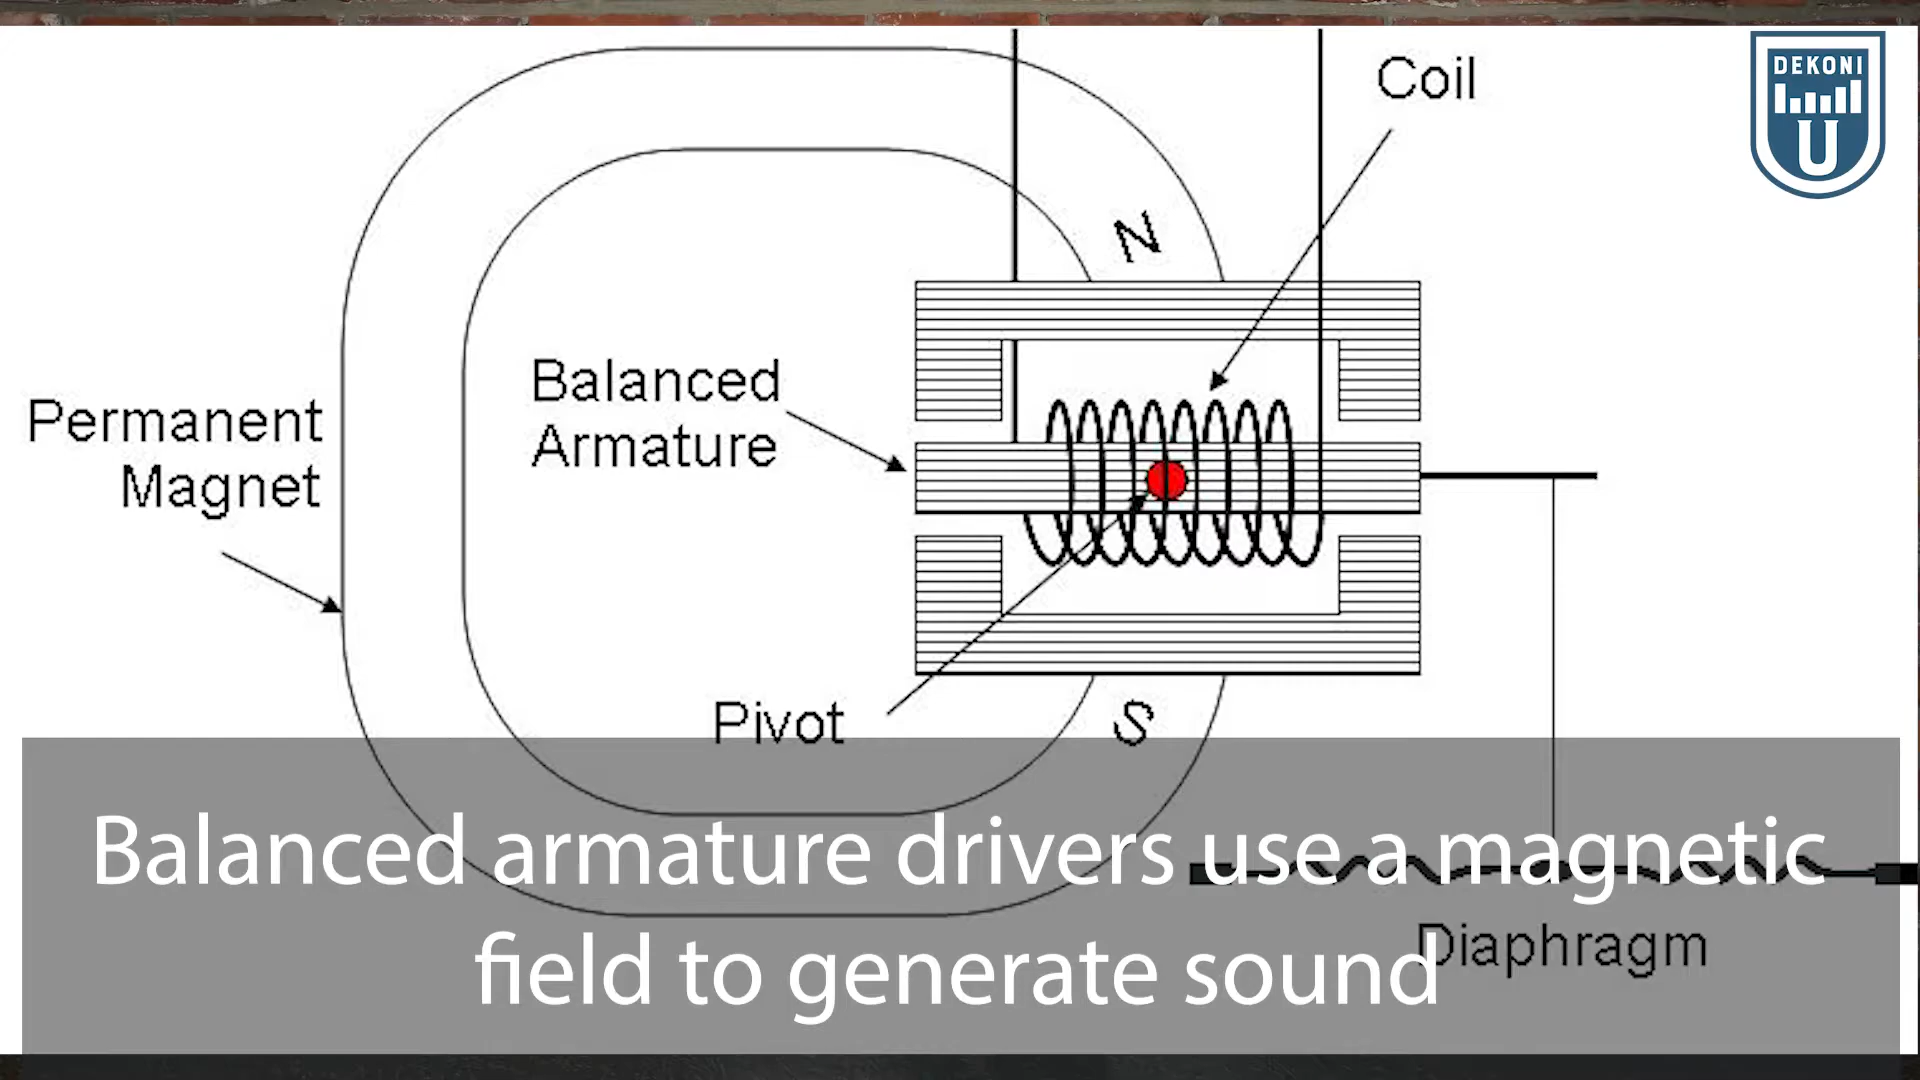 Coil
DEKONI
U
N
Balanced
Armature
Permanent
Magnet
Pivot
S
Balanced armature drivers use a magnetic
field to generate sound
Diaphragm